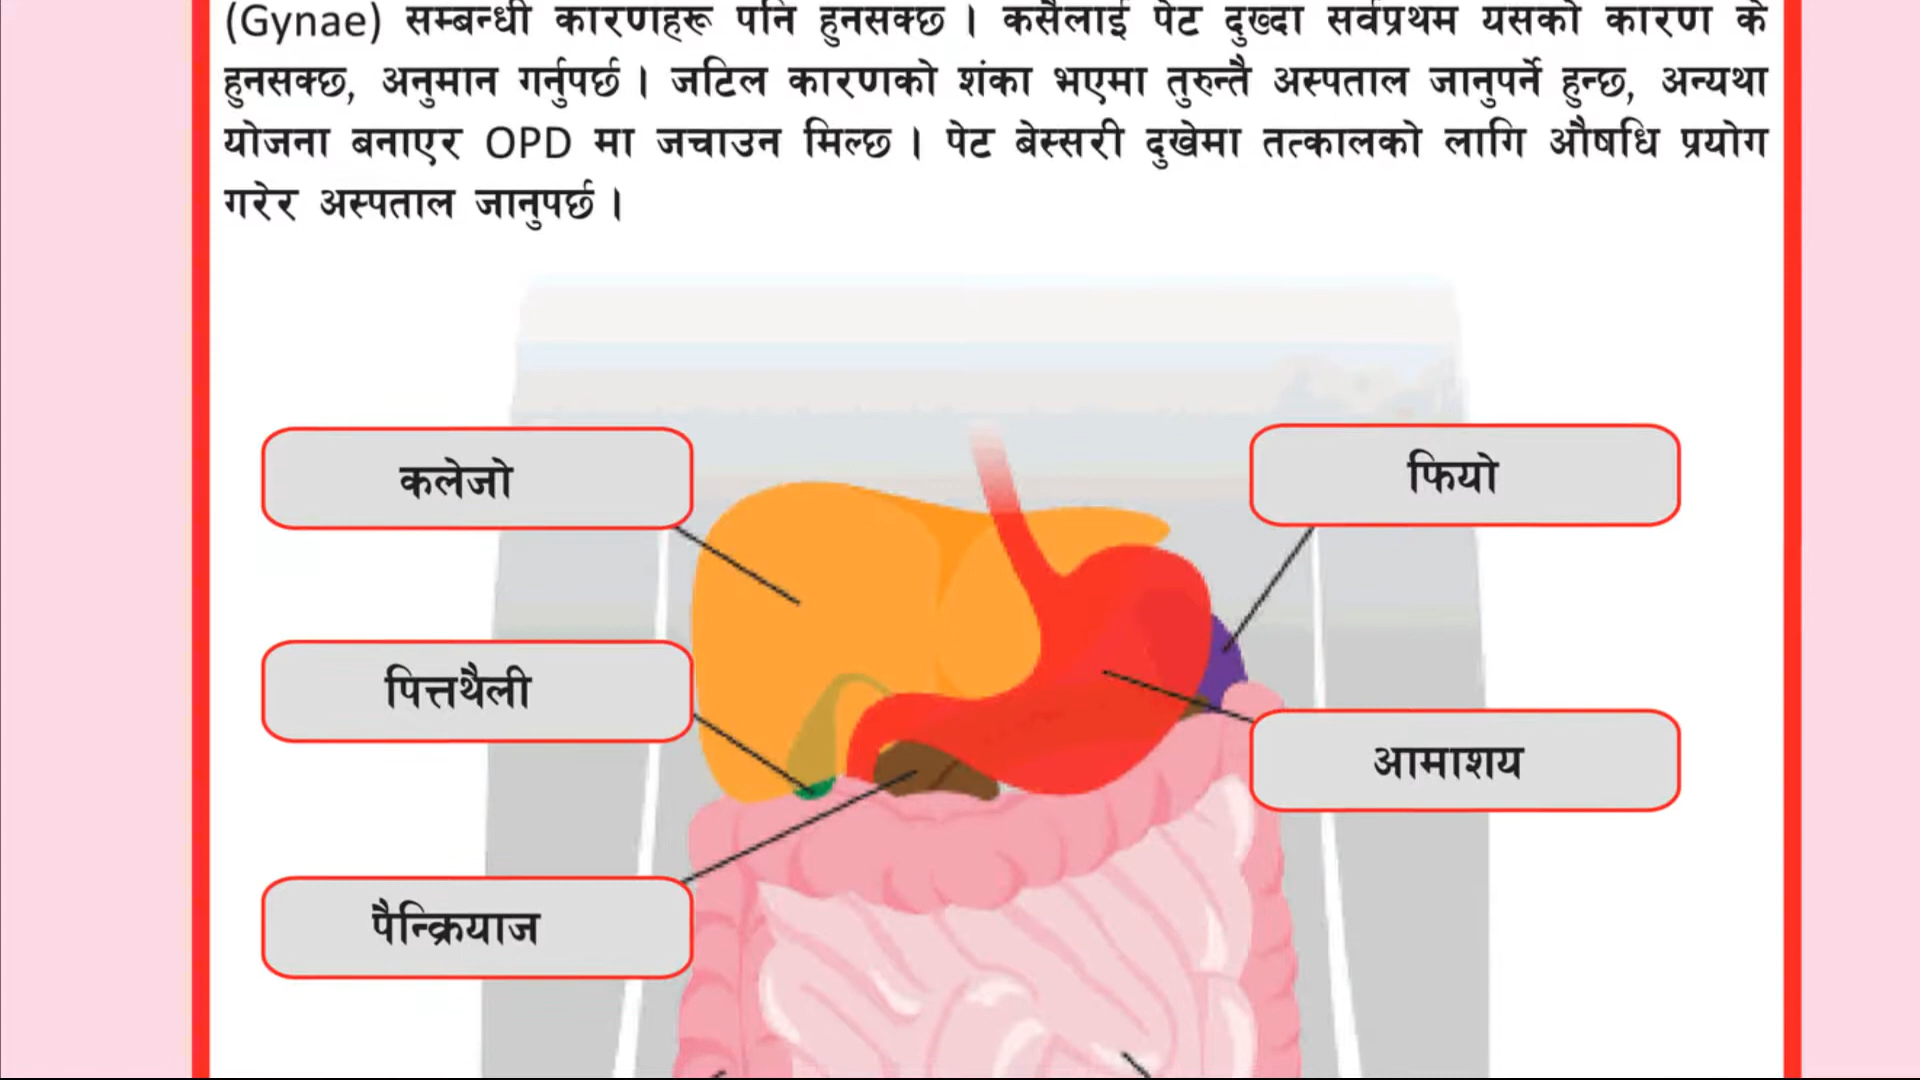 (Gynae) सम्बन्धी कारणहरू पनि हुनसक्छ । कसैलाई पेट दुख्दा सर्वप्रथम यसको कारण के
हुनसक्छ, अनुमान गर्नुपर्छ । जटिल कारणको शंका भएमा तुरुन्तै अस्पताल जानुपर्ने हुन्छ, अन्यथा
योजना बनाएर OPD मा जचाउन मिल्छ । पेट बेस्सरी दुखेमा तत्कालको लागि औषधि प्रयोग
गरेर अस्पताल जानुपर्छ ।
कलेजो
फियो
पित्तथैली
आमाशय
पैन्क्रियाज